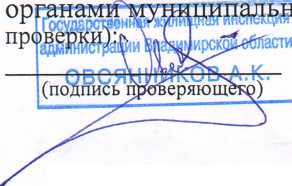 органами муниципальн
Государственная жилищная инспекция
проверки):
администрации Владимирской области
ОВСЯННИКОВ А.К.
(подпись проверяющего)